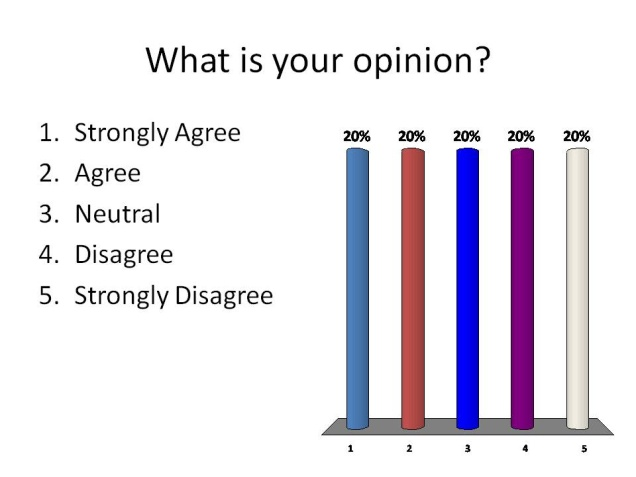 What is your opinion?
1. Strongly Agree
2. Agree
3. Neutral
4. Disagree
5. Strongly Disagree
20% 20% 20% 20% 20%
1 2 3 4 5